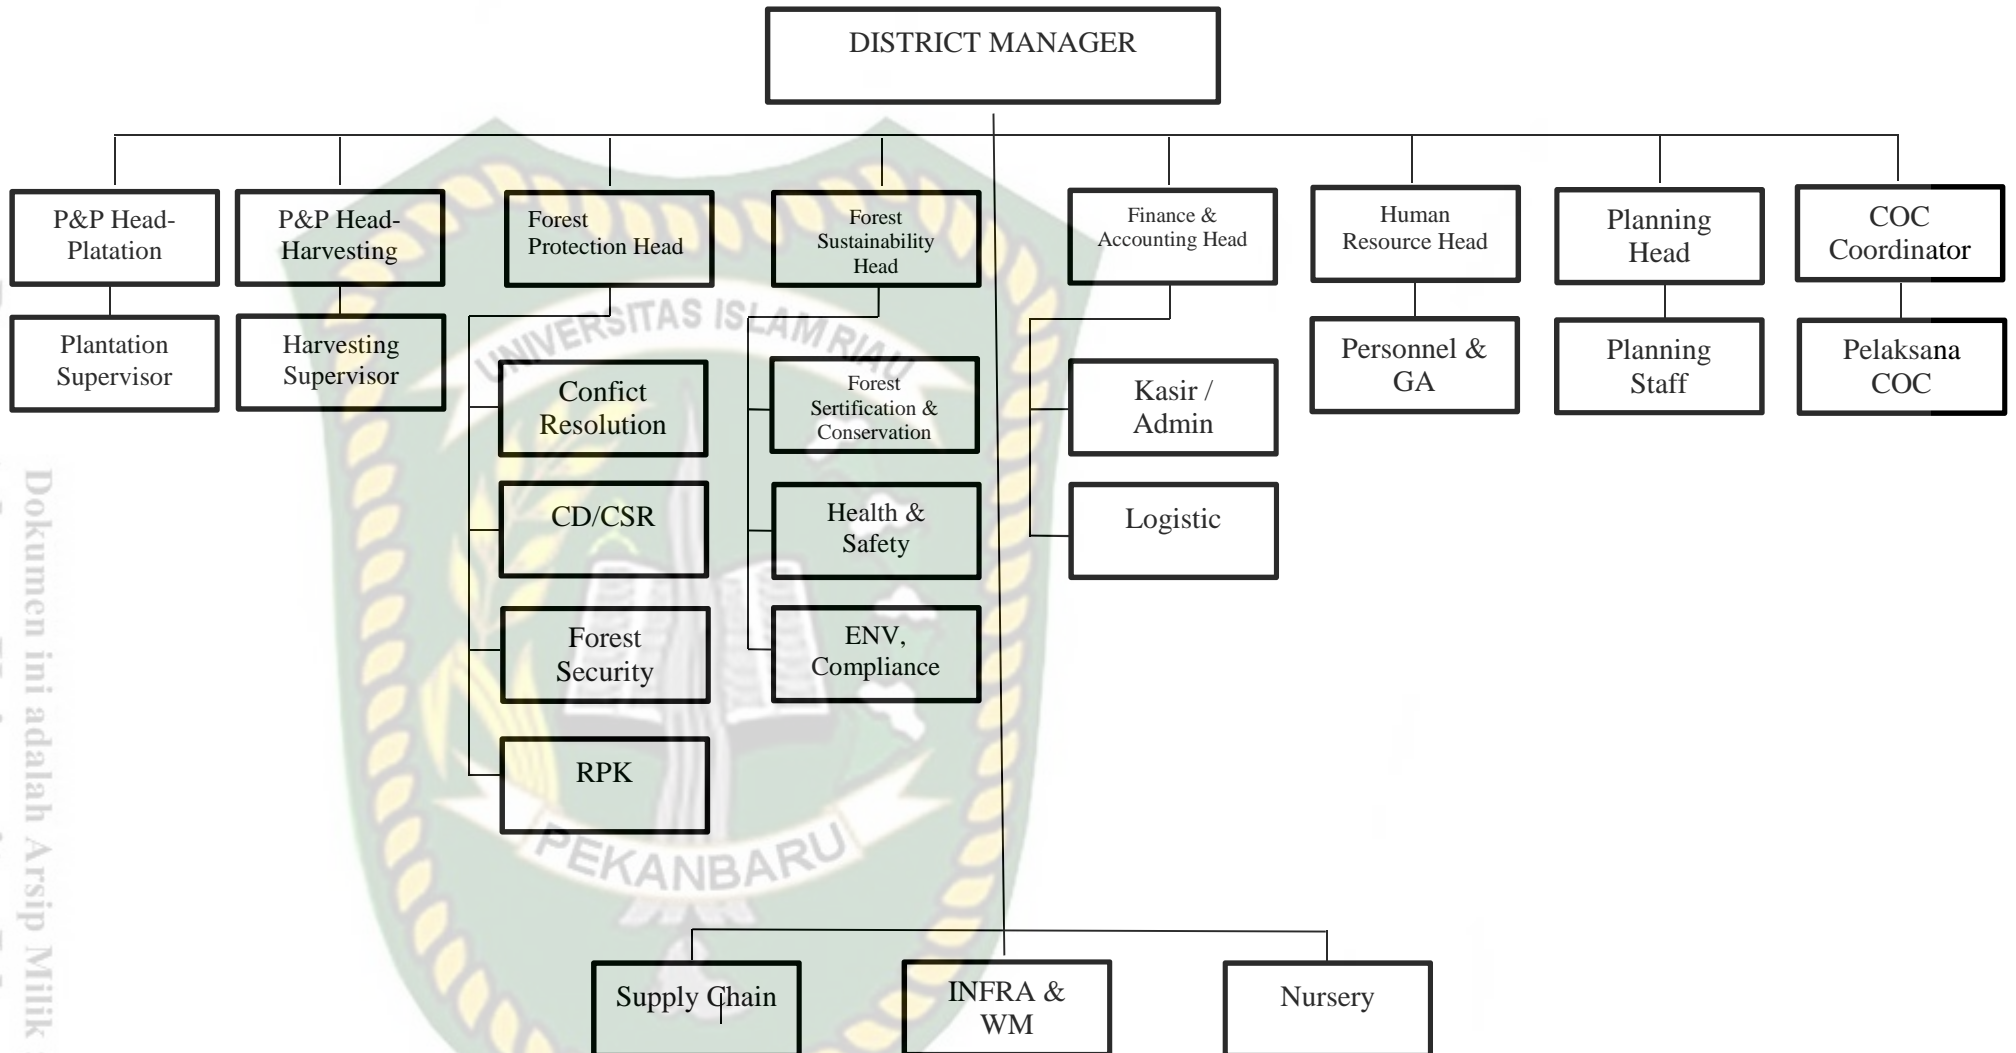 DISTRICT MANAGER
P&P Head-
Platation
P&P Head-
Harvesting
Forest
Protection Head
Forest
Sustainability
Head
Finance &
Accounting Head
Human
Resource Head
Planning
Head
COC
Coordinator
Plantation
Supervisor
Harvesting
Supervisor
Personnel &
GA
Planning
Staff
Pelaksana
COC
Confict
Resolution
Forest
Sertification &
Conservation
Kasir /
Admin
CD/CSR
Health &
Safety
Logistic
Forest
Security
ENV,
Compliance
RPK
Supply Chain
INFRA &
WM
Nursery
UNIVERSITAS ISLAM RIAU
PEKANBARU
Dokumen ini adalah Arsip Milik